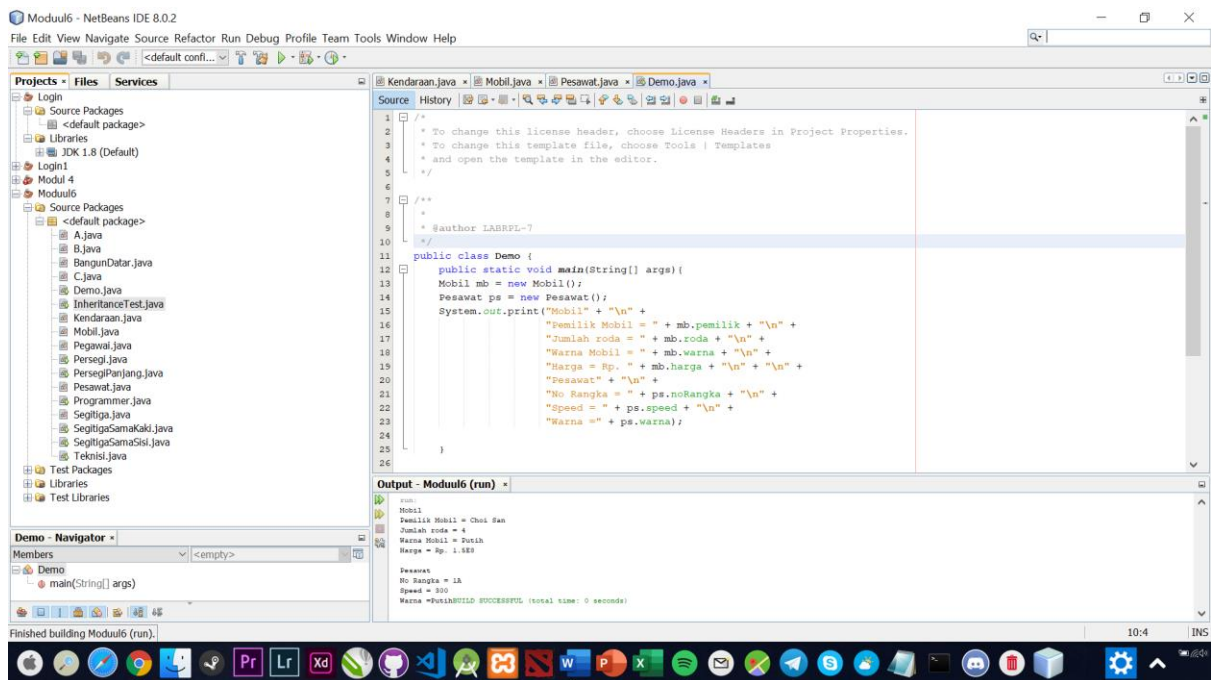 Moduul6 - NetBeans IDE 8.0.2
File Edit View Navigate Source Refactor Run Debug Profile Team Tools Window Help
<default confi...
Projects Files Services
Login
Source Packages
<default package>
Libraries
JDK 1.8 (Default)
Login1
Modul 4
Moduul6
Source Packages
<default package>
A.java
B.java
BangunDatar.java
C.java
Demo.java
InheritanceTest.java
Kendaraan.java
Mobil.java
Pegawai.java
Persegi.java
PersegiPanjang.java
Pesawat.java
Programmer.java
Segitiga.java
SegitigaSamaKaki.java
SegitigaSamaSisi.java
Teknisi.java
Test Packages
Libraries
Test Libraries
Demo - Navigator
Members <empty>
Demo
main(String[] args)
Kendaraan.java Mobil.java Pesawat.java Demo.java
Source History
1 /*
2 * To change this license header, choose License Headers in Project Properties.
3 * To change this template file, choose Tools | Templates
4 * and open the template in the editor.
5 */
6
7 /**
8 *
9 * @author LABRPL-7
10 */
11 public class Demo {
12 public static void main(String[] args){
13 Mobil mb = new Mobil();
14 Pesawat ps = new Pesawat();
15 System.out.print("Mobil" + "\n" +
16 "Pemilik Mobil = " + mb.pemilik + "\n" +
17 "Jumlah roda = " + mb.roda + "\n" +
18 "Warna Mobil = " + mb.warna + "\n" +
19 "Harga = Rp. " + mb.harga + "\n" + "\n" +
20 "Pesawat" + "\n" +
21 "No Rangka = " + ps.noRangka + "\n" +
22 "Speed = " + ps.speed + "\n" +
23 "Warna =" + ps.warna);
24
25 }
26
Output - Moduul6 (run)
run:
Mobil
Pemilik Mobil = Choi San
Jumlah roda = 4
Warna Mobil = Putih
Harga = Rp. 1.5E8
Pesawat
No Rangka = 1A
Speed = 300
Warna =PutihBUILD SUCCESSFUL (total time: 0 seconds)
Finished building Moduul6 (run).
10:4 INS
Pr Lr Xd